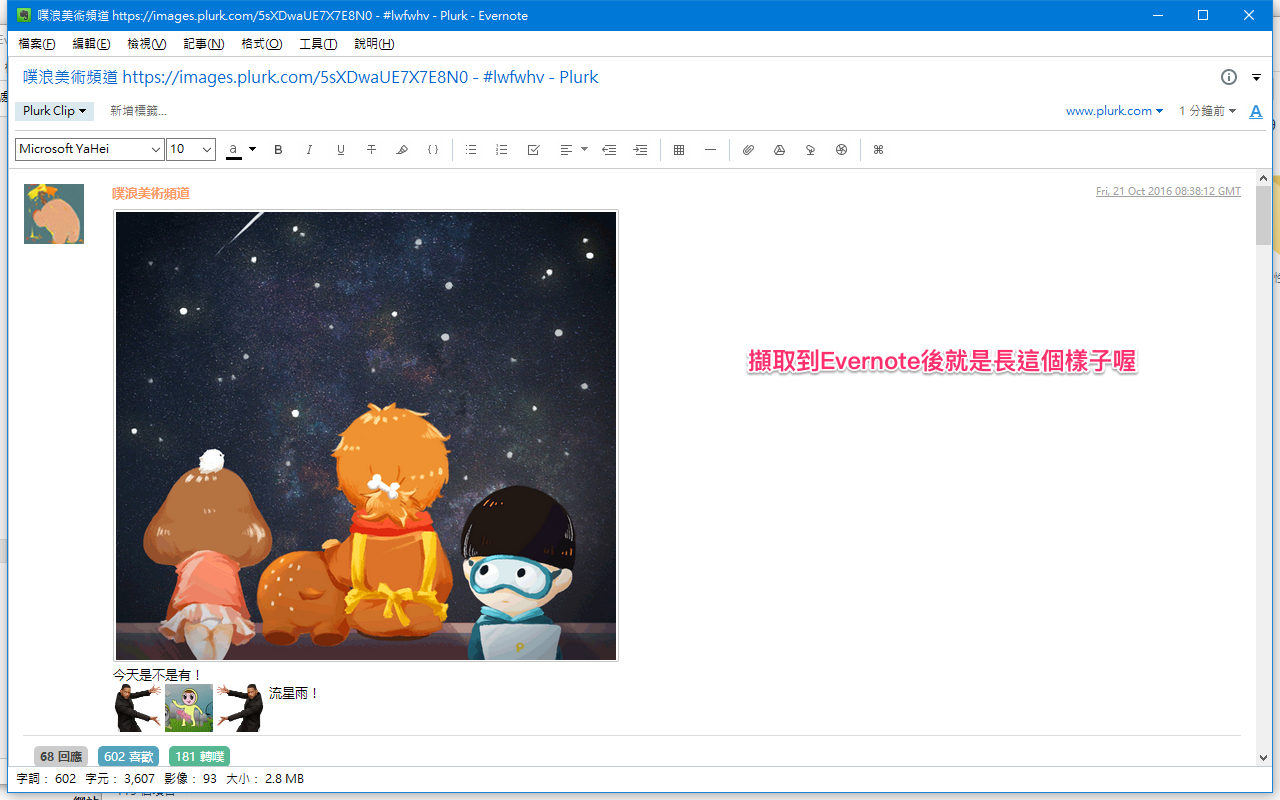 噗浪美術頻道 https://images.plurk.com/5sXDwaUE7X7E8N0 - #lwfwhv - Plurk - Evernote
檔案(F) 編輯(E) 檢視(V) 記事(N) 格式(O) 工具(T) 說明(H)
噗浪美術頻道 https://images.plurk.com/5sXDwaUE7X7E8N0 - #lwfwhv - Plurk
Plurk Clip 新增標籤... www.plurk.com 1 分鐘前 A
Microsoft YaHei 10 a B I U T
噗浪美術頻道 Fri, 21 Oct 2016 08:38:12 GMT
擷取到Evernote後就是長這個樣子喔
今天是不是有！
流星雨！
68 回應 602 喜歡 181 轉噗
字詞： 602 字元： 3,607 影像： 93 大小： 2.8 MB